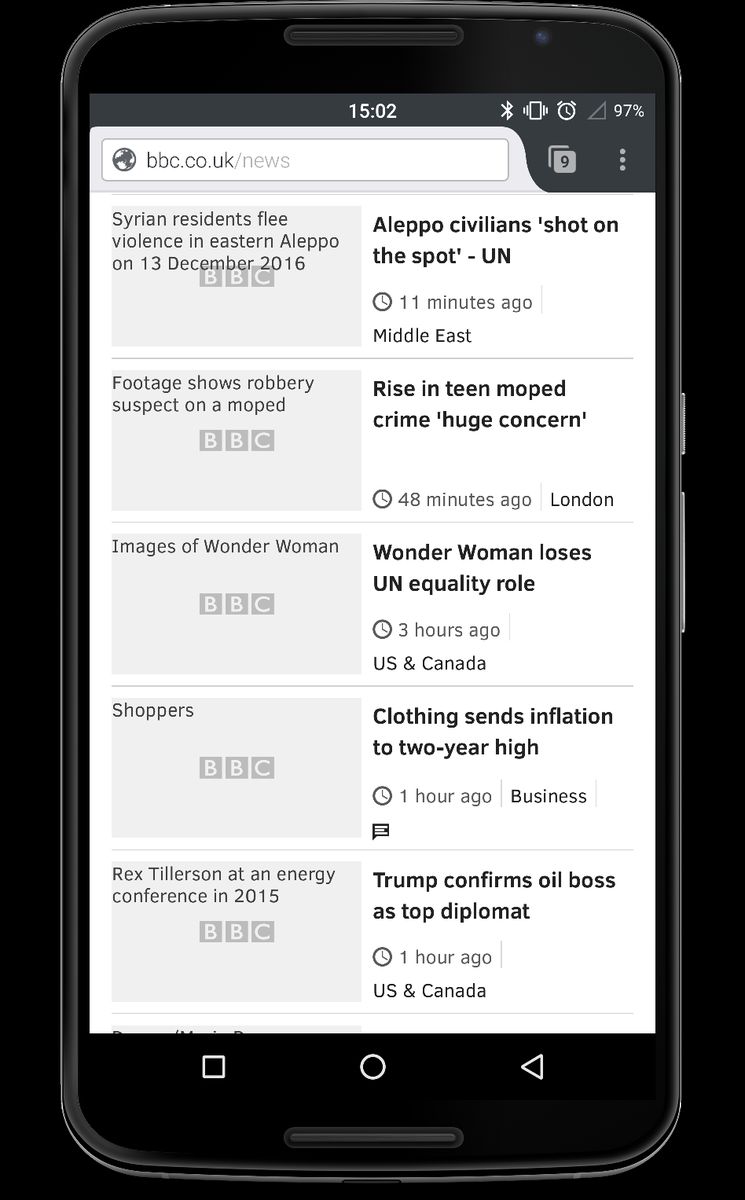 15:02
97%
bbc.co.uk/news
9
Syrian residents flee
violence in eastern Aleppo
on 13 December 2016
BBC
Aleppo civilians 'shot on
the spot' - UN
11 minutes ago
Middle East
Footage shows robbery
suspect on a moped
BBC
Rise in teen moped
crime 'huge concern'
48 minutes ago
London
Images of Wonder Woman
BBC
Wonder Woman loses
UN equality role
3 hours ago
US & Canada
Shoppers
BBC
Clothing sends inflation
to two-year high
1 hour ago
Business
Rex Tillerson at an energy
conference in 2015
BBC
Trump confirms oil boss
as top diplomat
1 hour ago
US & Canada